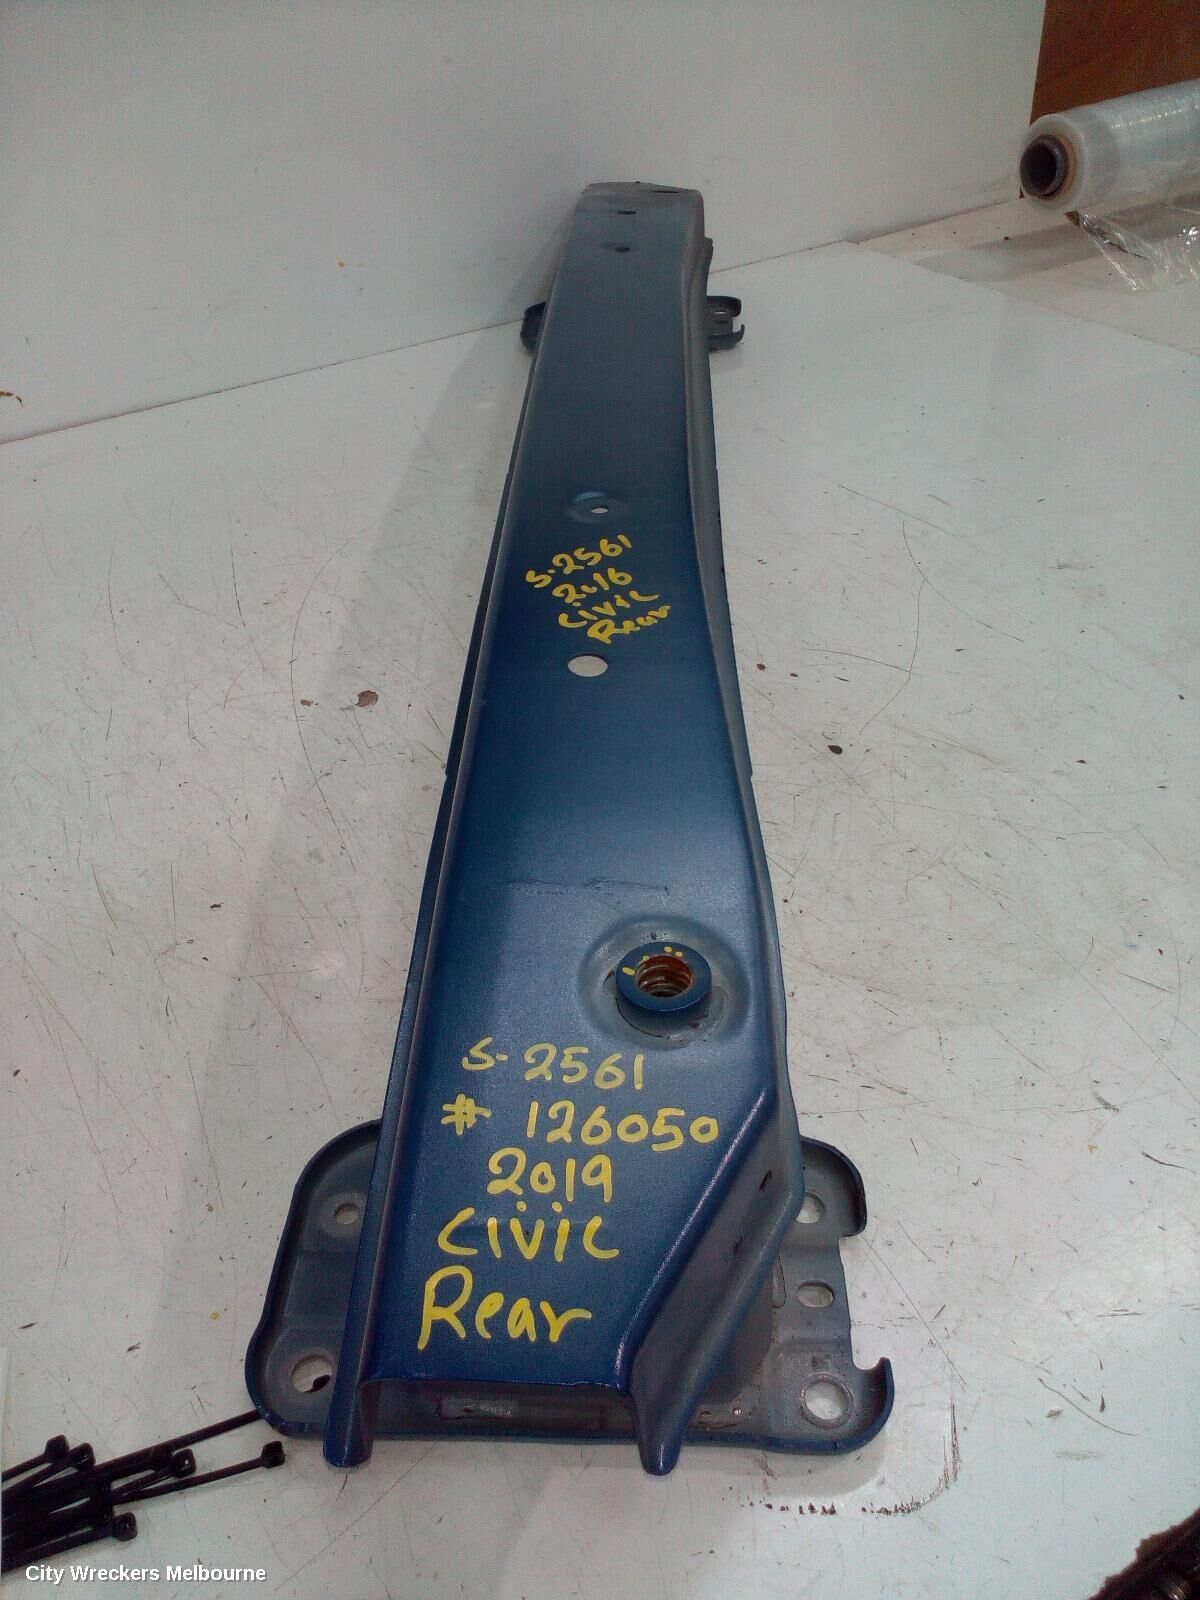 S-2561
2016
Civic
Rear
S-2561
# 126050
2019
Civic
Rear
City Wreckers Melbourne